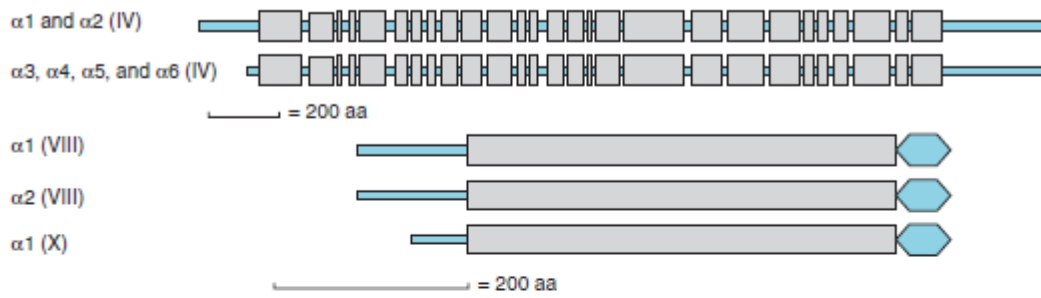 α1 and α2 (IV)
α3, α4, α5, and α6 (IV)
= 200 aa
α1 (VIII)
α2 (VIII)
α1 (X)
= 200 aa